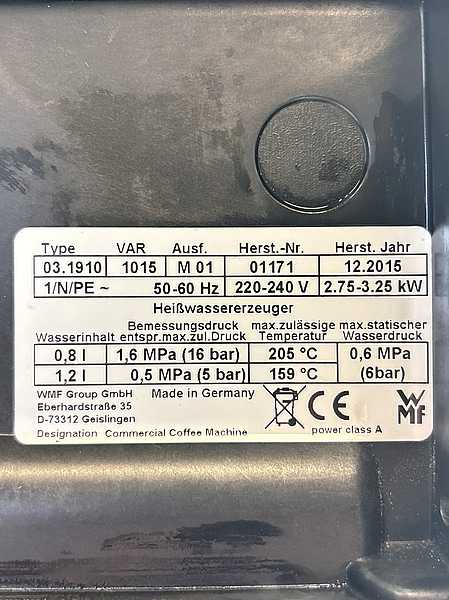 Type VAR Ausf. Herst.-Nr. Herst. Jahr
03.1910 1015 M 01 01171 12.2015
1/N/PE ~ 50-60 Hz 220-240 V 2.75-3.25 kW
Heißwassererzeuger
Bemessungsdruck max.zulässige max.statischer
Wasserinhalt entspr.max.zul.Druck Temperatur Wasserdruck
0,8 l 1,6 MPa (16 bar) 205 °C 0,6 MPa
1,2 l 0,5 MPa (5 bar) 159 °C (6bar)
WMF Group GmbH Made in Germany
Eberhardstraße 35
D-73312 Geislingen
CE WMF
Designation Commercial Coffee Machine power class A